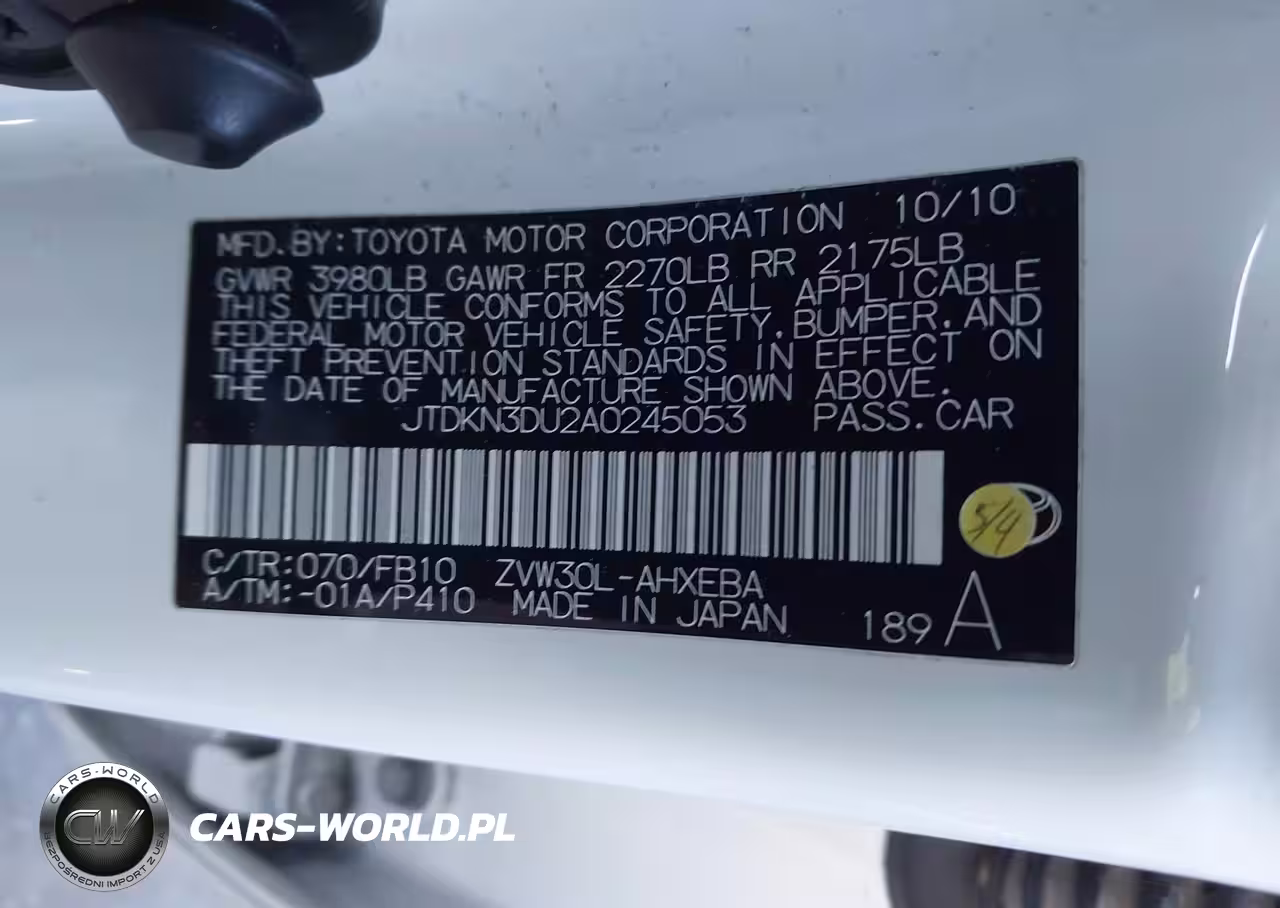 MFD.BY:TOYOTA MOTOR CORPORATION 10/10
GVWR 3980LB GAWR FR 2270LB RR 2175LB
THIS VEHICLE CONFORMS TO ALL APPLICABLE
FEDERAL MOTOR VEHICLE SAFETY,BUMPER,AND
THEFT PREVENTION STANDARDS IN EFFECT ON
THE DATE OF MANUFACTURE SHOWN ABOVE.
JTDKN3DU2A0245053 PASS.CAR
5/4
C/TR:070/FB10 ZVW30L-AHXEBA
A/TM:-01A/P410 MADE IN JAPAN 189 A
CARS-WORLD
CW
BEZPOŚREDNI IMPORT Z USA
CARS-WORLD.PL